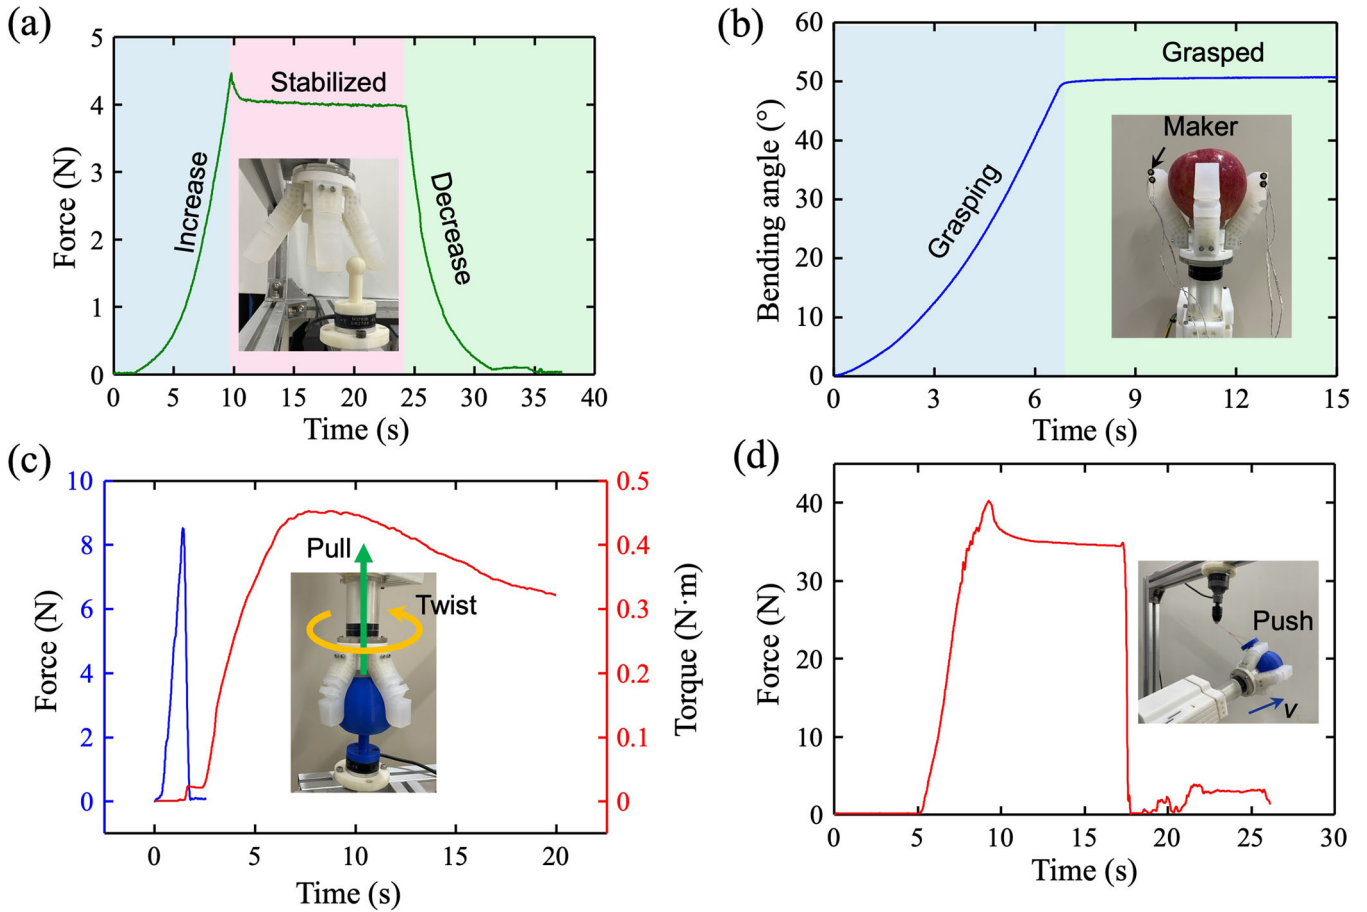 (a)
5
4
3
2
1
0
Force (N)
Increase
Stabilized
Decrease
0 5 10 15 20 25 30 35 40
Time (s)
(b)
60
50
40
30
20
10
0
Bending angle (°)
Grasping
Grasped
Maker
0 3 6 9 12 15
Time (s)
(c)
10
8
6
4
2
0
Force (N)
Pull
Twist
0.5
0.4
0.3
0.2
0.1
0
Torque (N·m)
0 5 10 15 20
Time (s)
(d)
40
30
20
10
0
Force (N)
Push
v
0 5 10 15 20 25 30
Time (s)